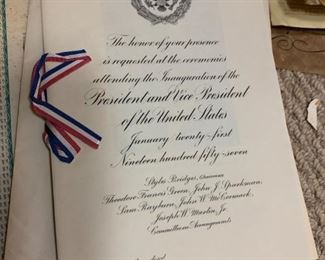 The honor of your presence
is requested at the ceremonies
attending the Inauguration of the
President and Vice President
of the United States
January twenty-first
Nineteen hundred fifty-seven
Styles Bridges, Chairman
Theodore Francis Green, John J. Sparkman,
Sam Rayburn, John W. McCormack,
Joseph W. Martin, Jr.
Committee on Arrangements